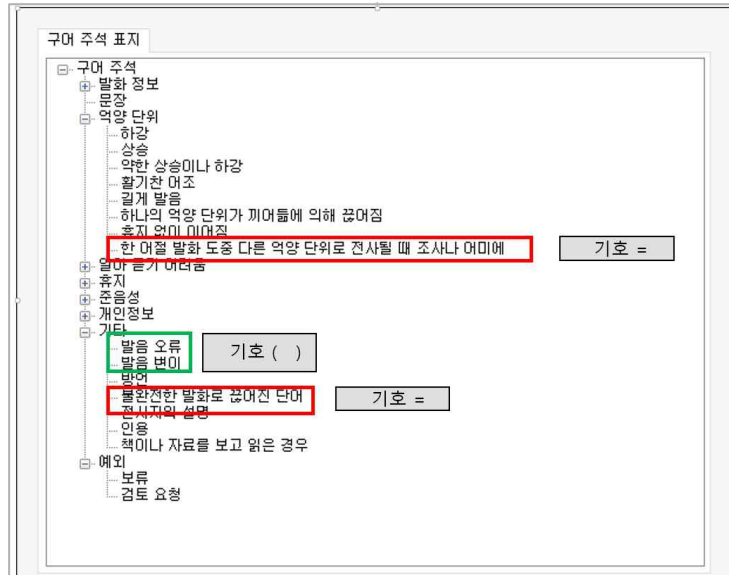 구어 주석 표지
구어 주석
발화 정보
문장
억양 단위
하강
상승
약한 상승이나 하강
활기찬 어조
길게 발음
하나의 억양 단위가 끼어듦에 의해 끊어짐
휴지 없이 이어짐
한 어절 발화 도중 다른 억양 단위로 전사될 때 조사나 어미에
기호 =
알아 듣기 어려움
휴지
준음성
개인정보
기타
발음 오류
기호 ( )
발음 변이
방언
불완전한 발화로 끊어진 단어
기호 =
전사자의 설명
인용
책이나 자료를 보고 읽은 경우
예외
보류
검토 요청